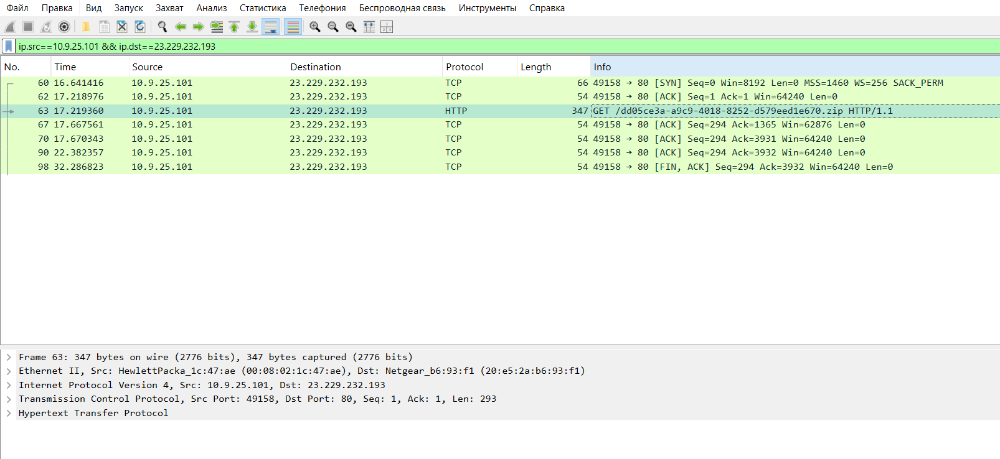 Файл Правка Вид Запуск Захват Анализ Статистика Телефония Беспроводная связь Инструменты Справка
ip.src==10.9.25.101 && ip.dst==23.229.232.193
No. Time Source Destination Protocol Length Info
60 16.641416 10.9.25.101 23.229.232.193 TCP 66 49158 → 80 [SYN] Seq=0 Win=8192 Len=0 MSS=1460 WS=256 SACK_PERM
62 17.218976 10.9.25.101 23.229.232.193 TCP 54 49158 → 80 [ACK] Seq=1 Ack=1 Win=64240 Len=0
63 17.219360 10.9.25.101 23.229.232.193 HTTP 347 GET /dd05ce3a-a9c9-4018-8252-d579eed1e670.zip HTTP/1.1
67 17.667561 10.9.25.101 23.229.232.193 TCP 54 49158 → 80 [ACK] Seq=294 Ack=1365 Win=62876 Len=0
70 17.670343 10.9.25.101 23.229.232.193 TCP 54 49158 → 80 [ACK] Seq=294 Ack=3931 Win=64240 Len=0
90 22.382357 10.9.25.101 23.229.232.193 TCP 54 49158 → 80 [ACK] Seq=294 Ack=3932 Win=64240 Len=0
98 32.286823 10.9.25.101 23.229.232.193 TCP 54 49158 → 80 [FIN, ACK] Seq=294 Ack=3932 Win=64240 Len=0
Frame 63: 347 bytes on wire (2776 bits), 347 bytes captured (2776 bits)
Ethernet II, Src: HewlettPacka_1c:47:ae (00:08:02:1c:47:ae), Dst: Netgear_b6:93:f1 (20:e5:2a:b6:93:f1)
Internet Protocol Version 4, Src: 10.9.25.101, Dst: 23.229.232.193
Transmission Control Protocol, Src Port: 49158, Dst Port: 80, Seq: 1, Ack: 1, Len: 293
Hypertext Transfer Protocol